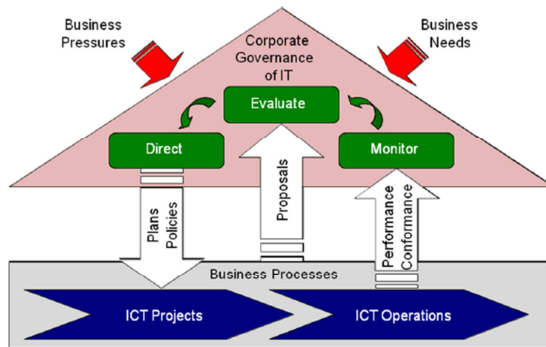 Business
Pressures
Business
Needs
Corporate
Governance
of IT
Evaluate
Direct
Monitor
Plans
Policies
Proposals
Performance
Conformance
Business Processes
ICT Projects
ICT Operations